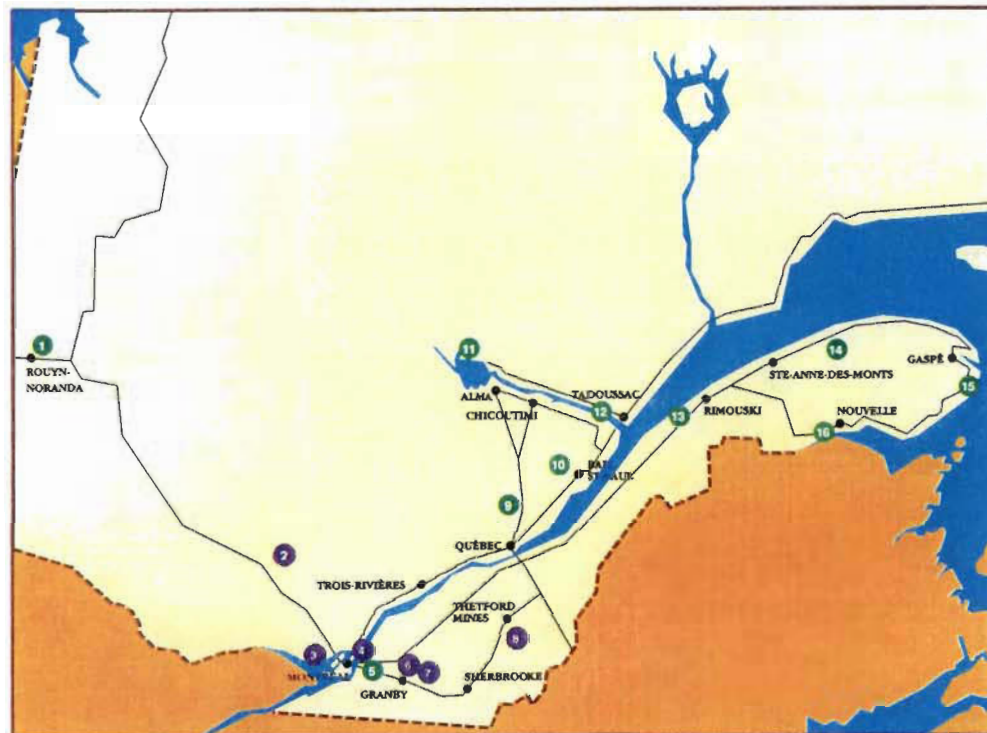 1
ROUYN-
NORANDA
11
14
GASPÉ
STE-ANNE-DES-MONTS
15
ALMA
TADOUSSAC
CHICOUTIMI
12
13
RIMOUSKI
NOUVELLE
16
10
BAIE
9
QUÉBEC
2
TROIS-RIVIÈRES
THETFORD
MINES
8
3
4
MONTRÉAL
5
6
7
SHERBROOKE
GRANBY